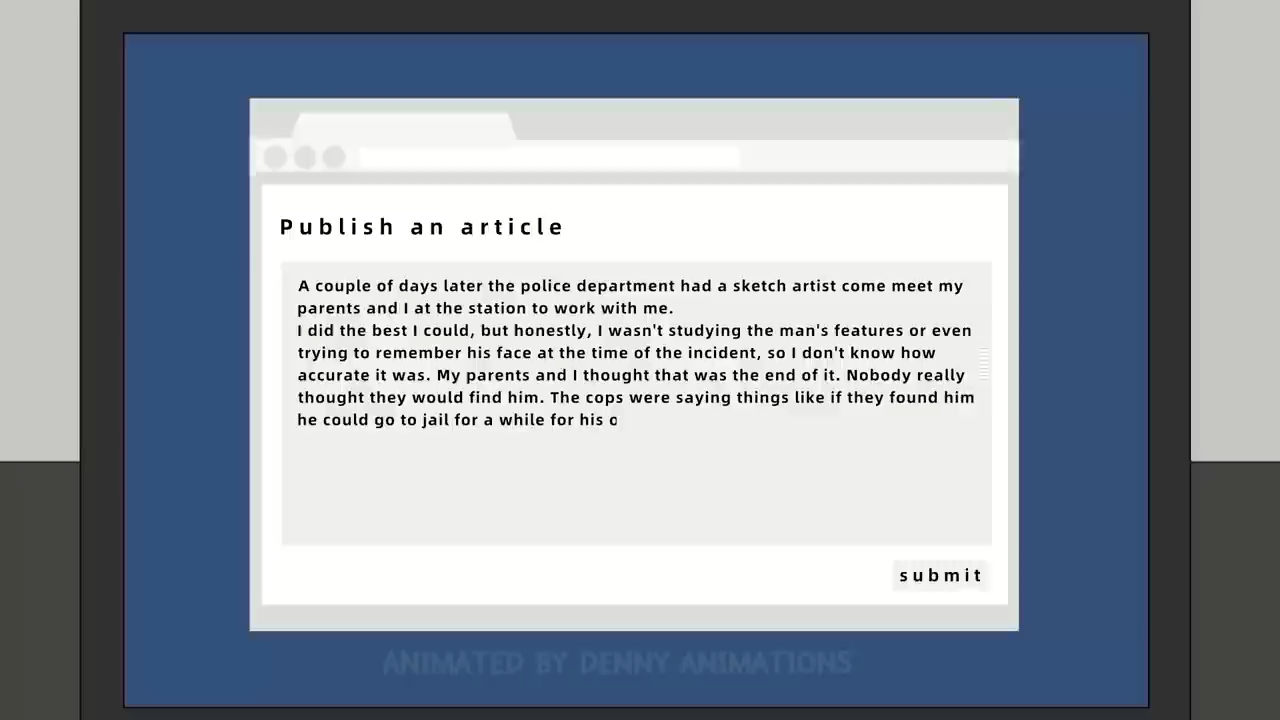 Publish an article
A couple of days later the police department had a sketch artist come meet my
parents and I at the station to work with me.
I did the best I could, but honestly, I wasn't studying the man's features or even
trying to remember his face at the time of the incident, so I don't know how
accurate it was. My parents and I thought that was the end of it. Nobody really
thought they would find him. The cops were saying things like if they found him
he could go to jail for a while for his o
submit
ANIMATED BY DENNY ANIMATIONS